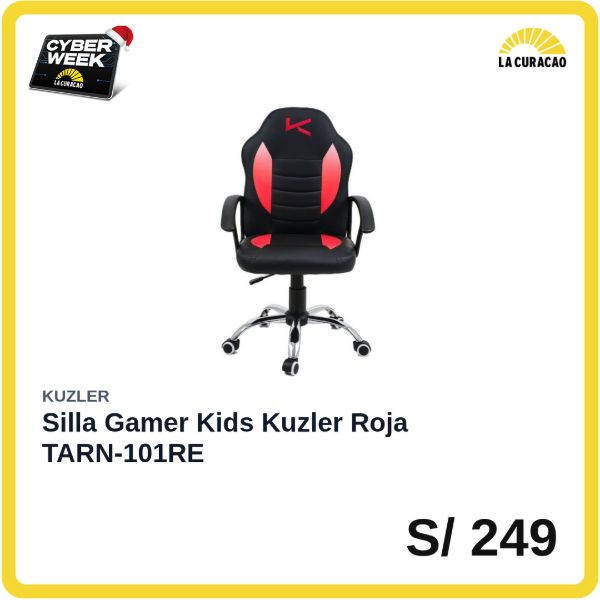 CYBER
WEEK
LA CURACAO
LA CURACAO
KUZLER
Silla Gamer Kids Kuzler Roja
TARN-101RE
S/ 249